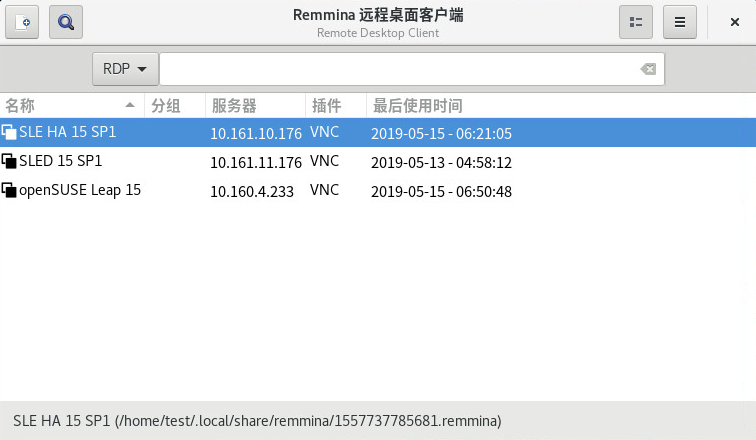 Remmina 远程桌面客户端
Remote Desktop Client
RDP
名称 分组 服务器 插件 最后使用时间
SLE HA 15 SP1 10.161.10.176 VNC 2019-05-15 - 06:21:05
SLED 15 SP1 10.161.11.176 VNC 2019-05-13 - 04:58:12
openSUSE Leap 15 10.160.4.233 VNC 2019-05-15 - 06:50:48
SLE HA 15 SP1 (/home/test/.local/share/remmina/1557737785681.remmina)